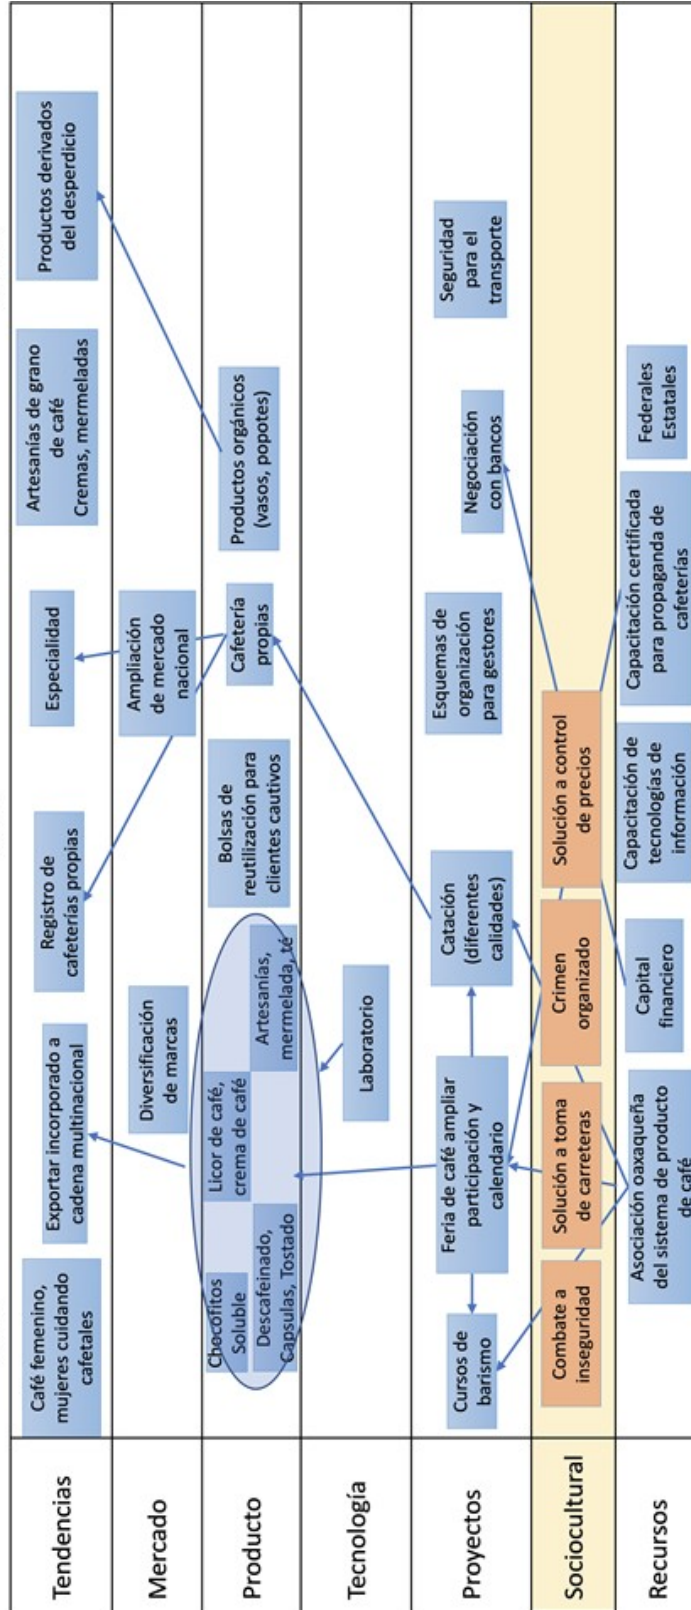 Tendencias
Café femenino,
mujeres cuidando
cafetales
Exportar incorporado a
cadena multinacional
Registro de
cafeterías propias
Especialidad
Artesanías de grano
de café
Cremas, mermeladas
Productos derivados
del desperdicio
Mercado
Diversificación
de marcas
Ampliación
de mercado
nacional
Producto
Chocofitos
Soluble
Descafeinado,
Capsulas, Tostado
Licor de café,
crema de café
Artesanías,
mermelada, té
Bolsas de
reutilización para
clientes cautivos
Cafetería
propias
Productos orgánicos
(vasos, popotes)
Tecnología
Laboratorio
Proyectos
Cursos de
barismo
Feria de café ampliar
participación y
calendario
Catación
(diferentes
calidades)
Esquemas de
organización
para gestores
Negociación
con bancos
Seguridad
para el
transporte
Sociocultural
Combate a
inseguridad
Solución a toma
de carreteras
Crimen
organizado
Solución a control
de precios
Recursos
Asociación oaxaqueña
del sistema de producto
de café
Capital
financiero
Capacitación de
tecnologías de
información
Capacitación certificada
para propaganda de
cafeterías
Federales
Estatales